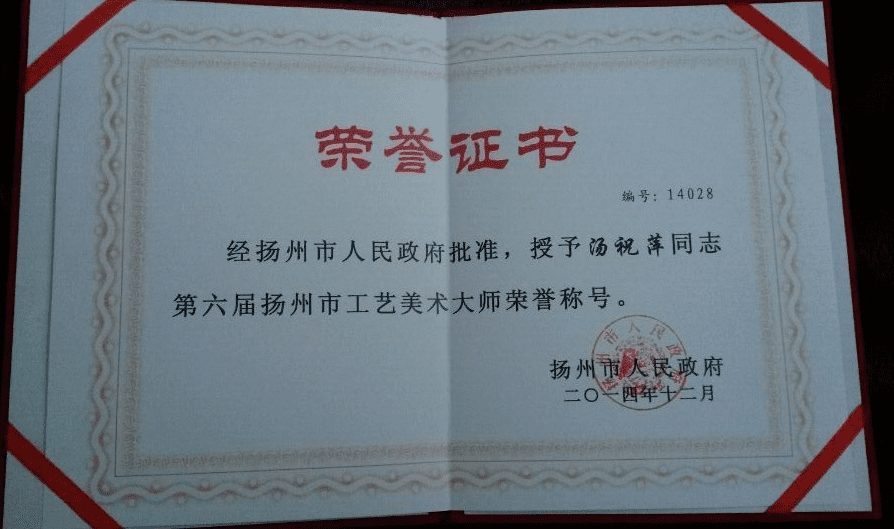 荣誉证书
编号：14028
经扬州市人民政府批准，授予汤祝萍同志
第六届扬州市工艺美术大师荣誉称号。
扬州市人民政府
二〇一四年十二月